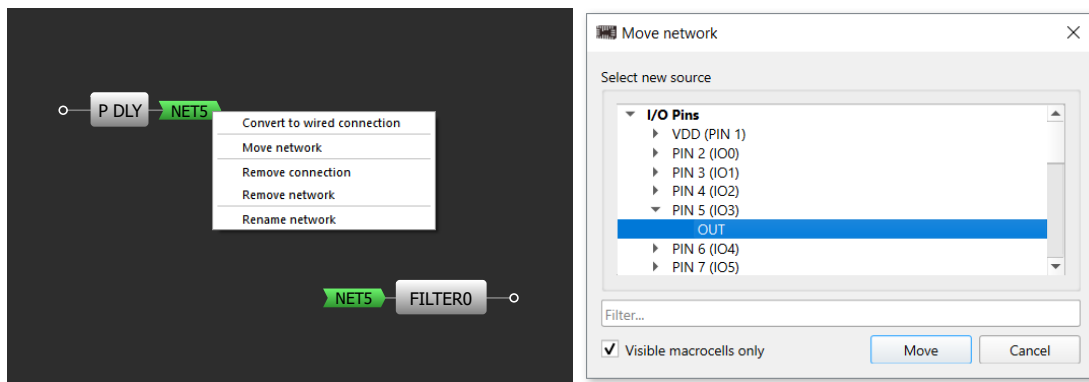 P DLY
NET5
Convert to wired connection
Move network
Remove connection
Remove network
Rename network
NET5
FILTER0
Move network
Select new source
I/O Pins
VDD (PIN 1)
PIN 2 (IO0)
PIN 3 (IO1)
PIN 4 (IO2)
PIN 5 (IO3)
OUT
PIN 6 (IO4)
PIN 7 (IO5)
Filter...
Visible macrocells only
Move
Cancel